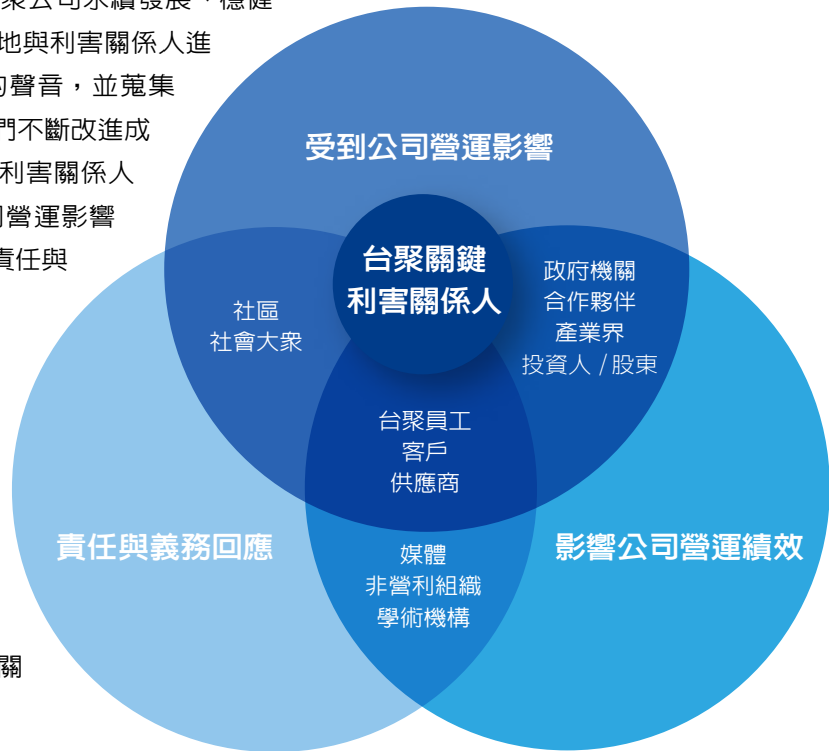 聚公司永續發展、穩健
地與利害關係人進
的聲音，並蒐集
們不斷改進成
利害關係人
司營運影響
責任與
受到公司營運影響
台聚關鍵
利害關係人
社區
社會大眾
政府機關
合作夥伴
產業界
投資人 / 股東
台聚員工
客戶
供應商
責任與義務回應
影響公司營運績效
媒體
非營利組織
學術機構
關